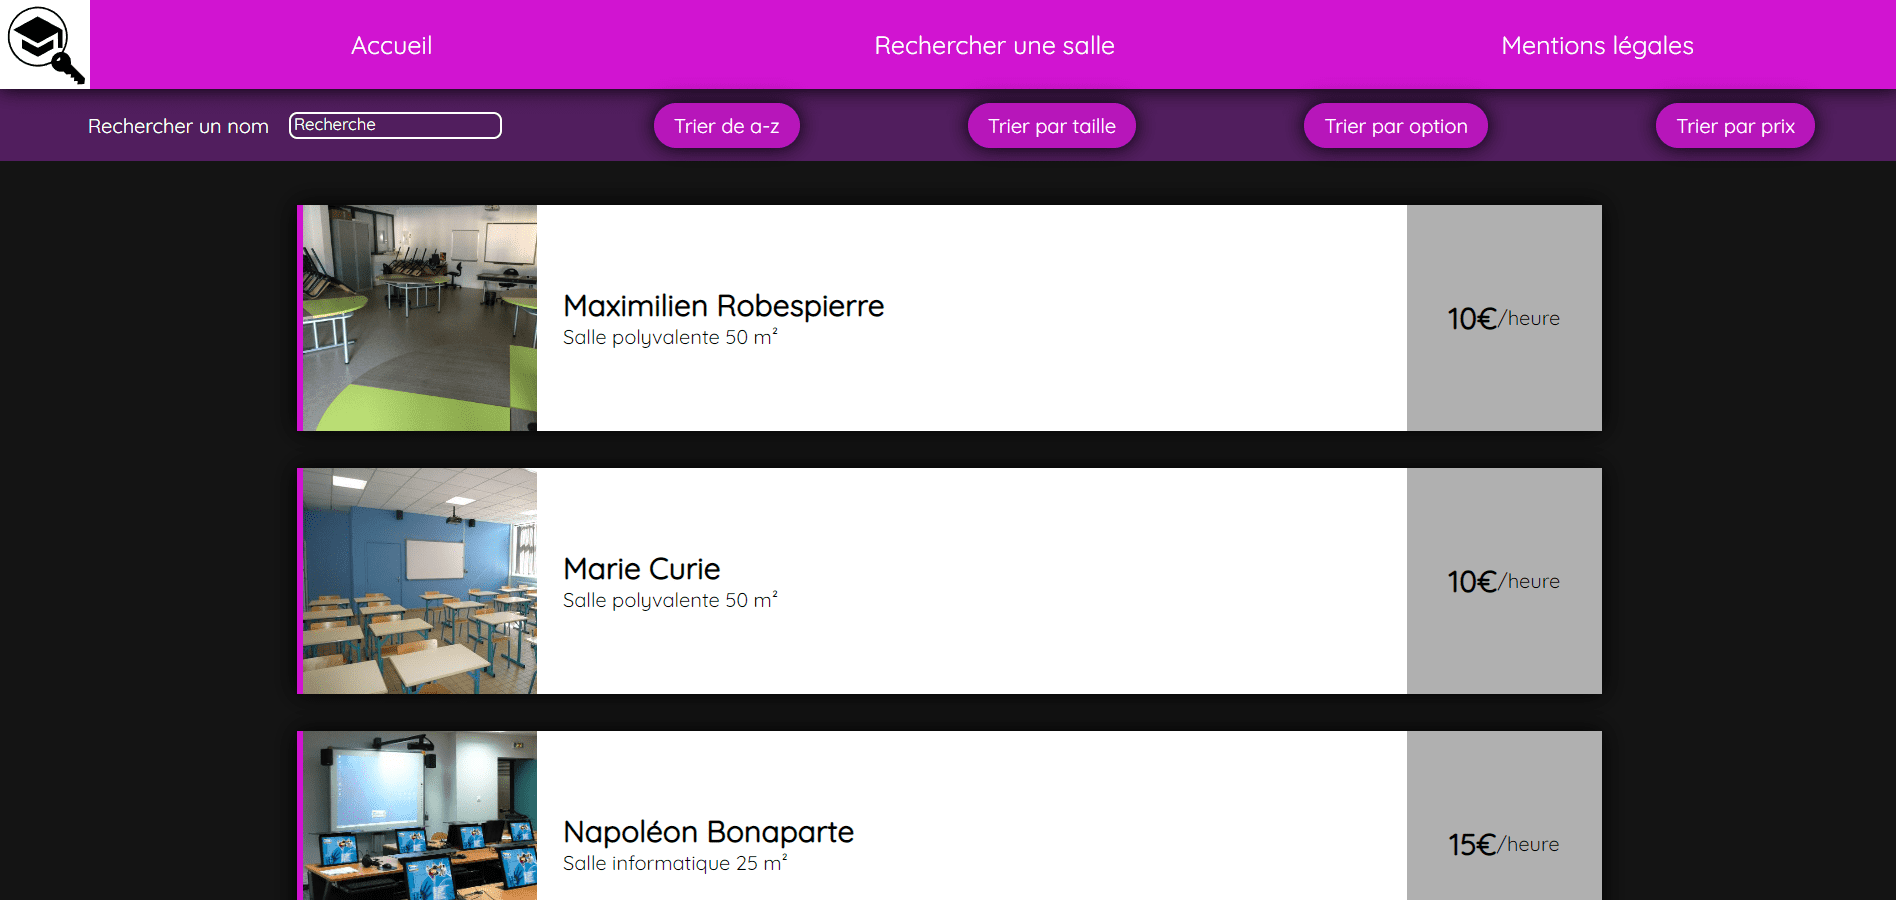 Accueil
Rechercher une salle
Mentions légales
Rechercher un nom
Recherche
Trier de a-z
Trier par taille
Trier par option
Trier par prix
Maximilien Robespierre
Salle polyvalente 50 m²
10€/heure
Marie Curie
Salle polyvalente 50 m²
10€/heure
Napoléon Bonaparte
Salle informatique 25 m²
15€/heure